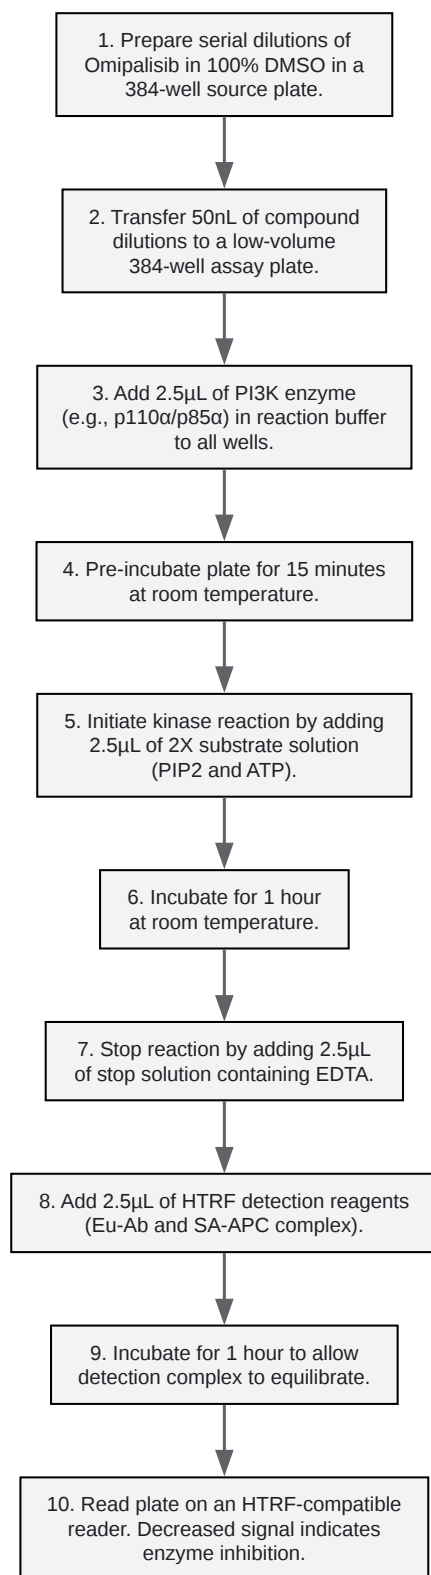 1. Prepare serial dilutions of
Omipalisib in 100% DMSO in a
384-well source plate.
2. Transfer 50nL of compound
dilutions to a low-volume
384-well assay plate.
3. Add 2.5µL of PI3K enzyme
(e.g., p110α/p85α) in reaction buffer
to all wells.
4. Pre-incubate plate for 15 minutes
at room temperature.
5. Initiate kinase reaction by adding
2.5µL of 2X substrate solution
(PIP2 and ATP).
6. Incubate for 1 hour
at room temperature.
7. Stop reaction by adding 2.5µL
of stop solution containing EDTA.
8. Add 2.5µL of HTRF detection reagents
(Eu-Ab and SA-APC complex).
9. Incubate for 1 hour to allow
detection complex to equilibrate.
10. Read plate on an HTRF-compatible
reader. Decreased signal indicates
enzyme inhibition.